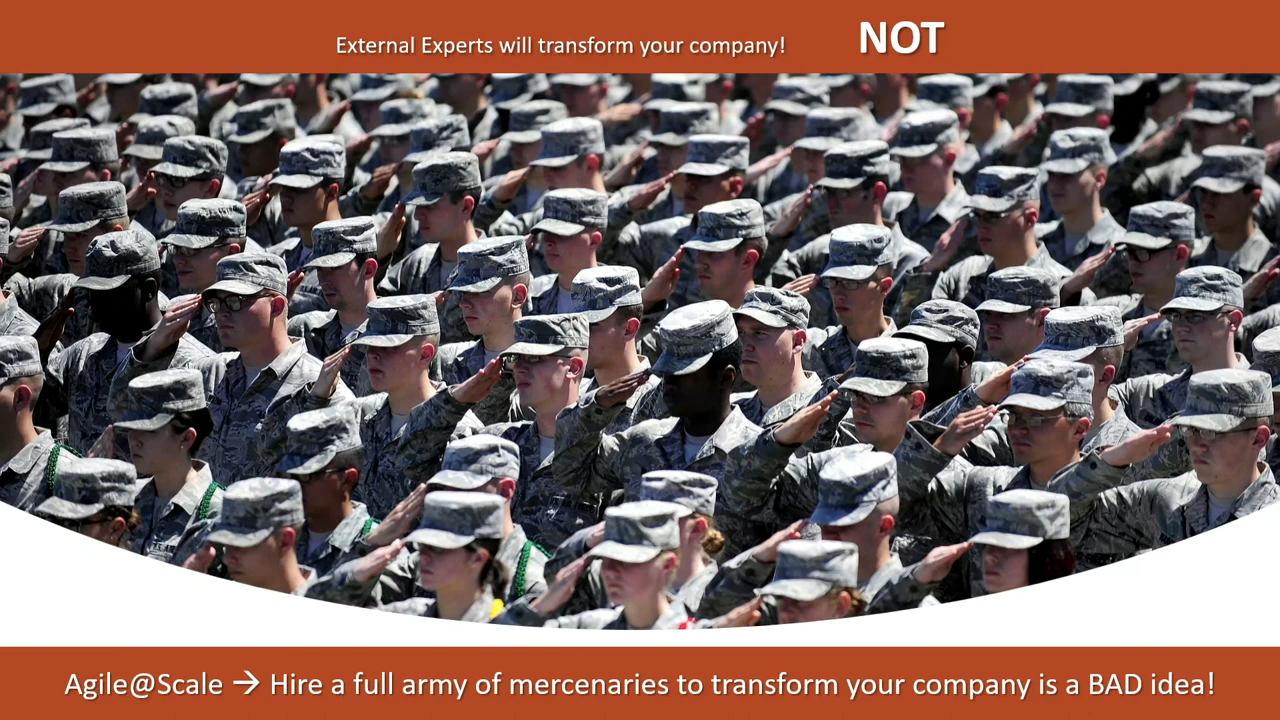 External Experts will transform your company! NOT
Agile@Scale → Hire a full army of mercenaries to transform your company is a BAD idea!